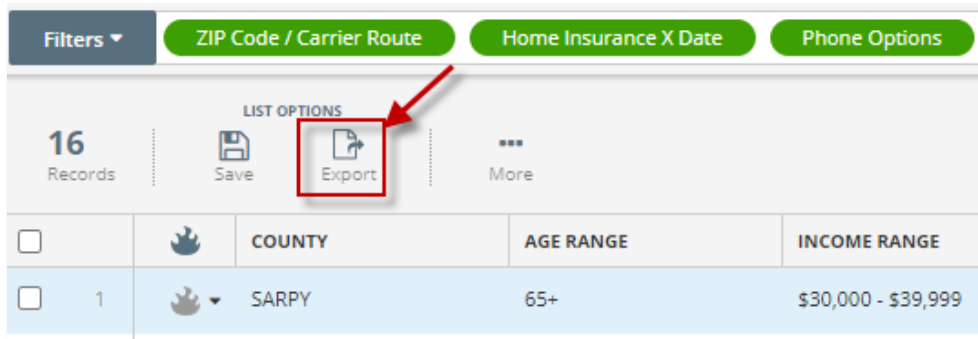 Filters ZIP Code / Carrier Route Home Insurance X Date Phone Options
LIST OPTIONS
16
Records Save Export More
COUNTY AGE RANGE INCOME RANGE
1 SARPY 65+ $30,000 - $39,999